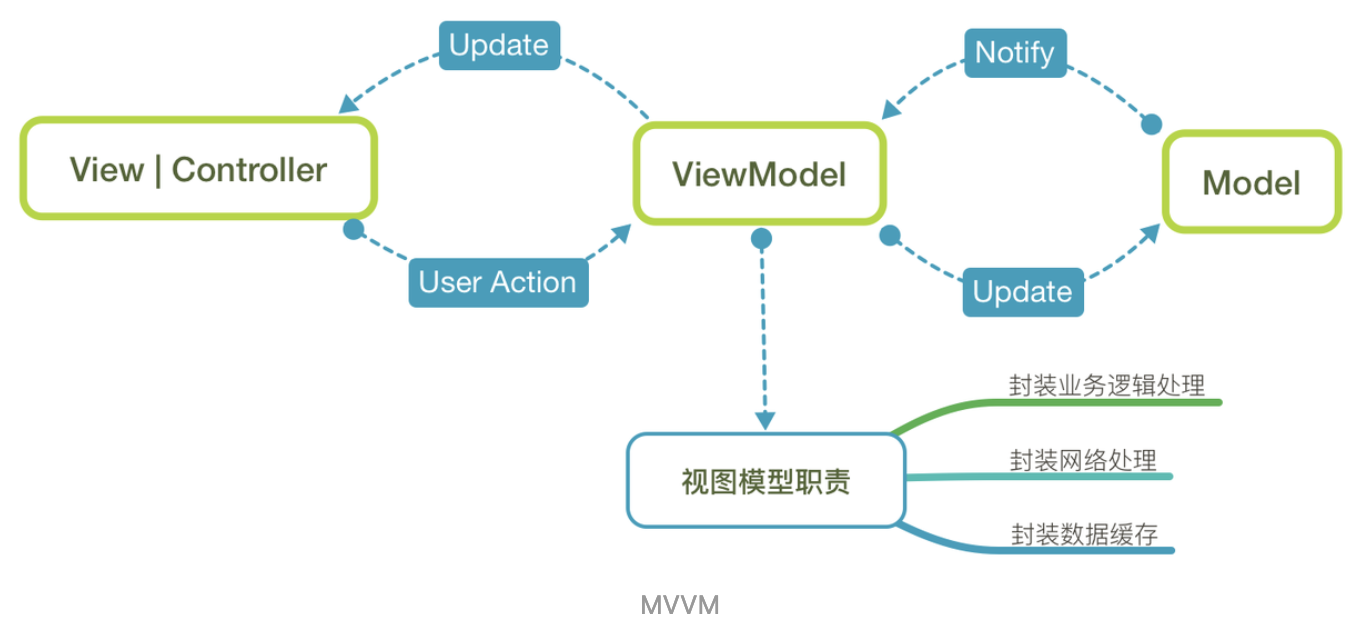 Update
Notify
View | Controller
ViewModel
Model
User Action
Update
封装业务逻辑处理
封装网络处理
视图模型职责
封装数据缓存
MVVM